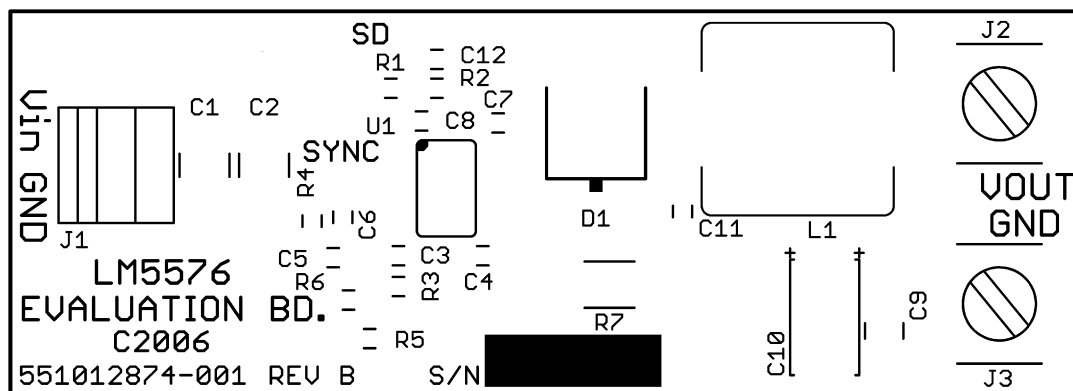 SD
J2
R1
C12
R2
C1
C2
C7
U1
C8
Vin GND
SYNC
R4
VOUT
GND
J1
C6
D1
C11
L1
C5
C3
C4
R6
R3
LM5576
EVALUATION BD.
C2006
R5
R7
C10
C9
551012874-001 REV B
S/N
J3